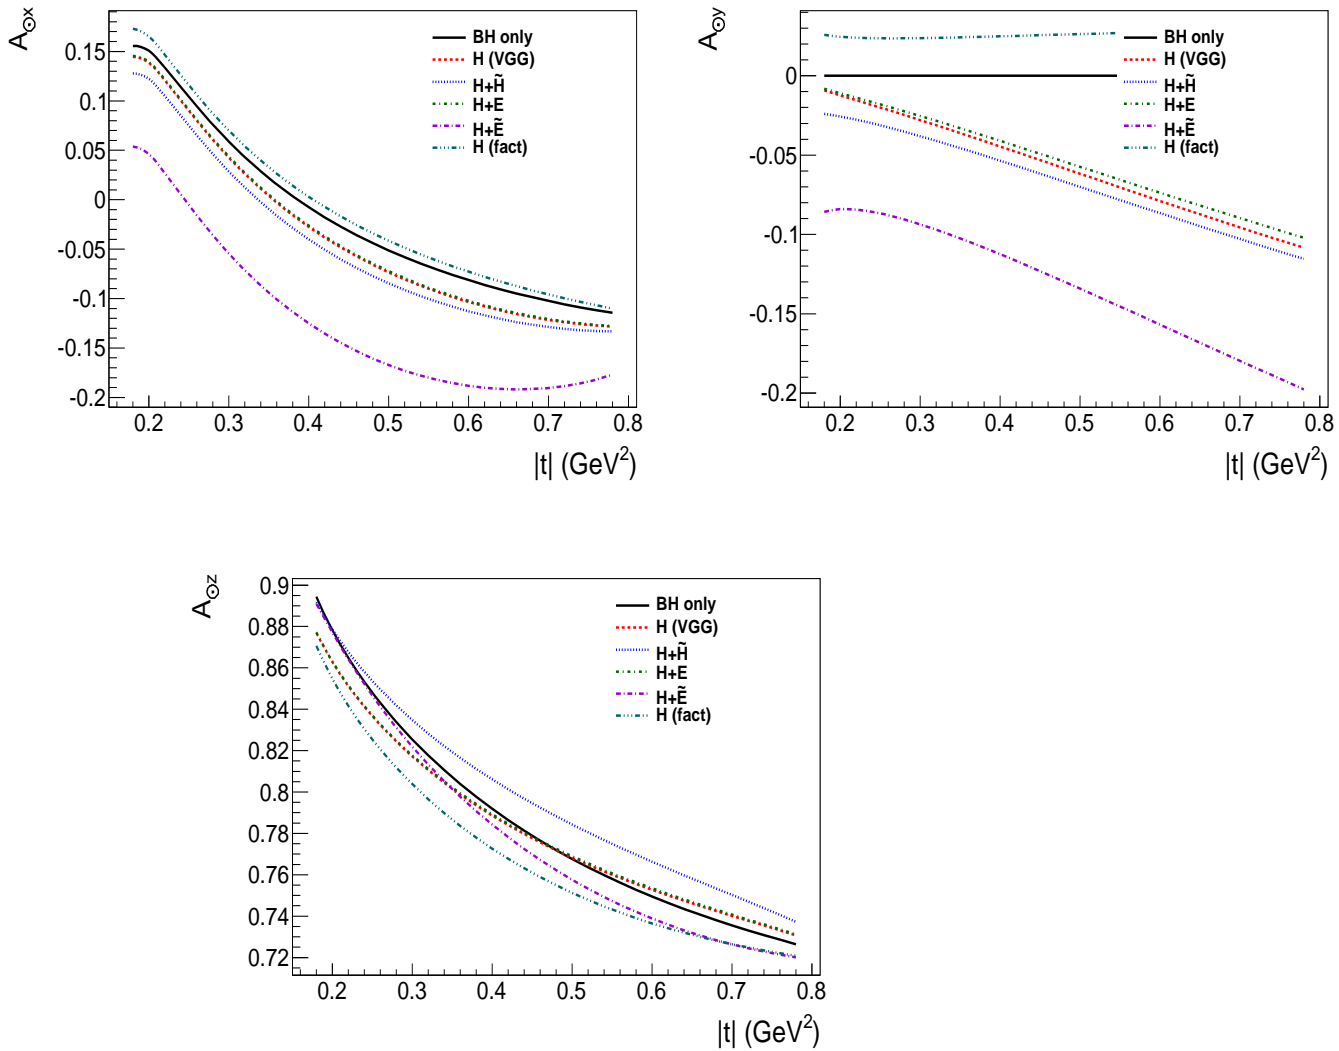 A⊙x
0.15
0.1
0.05
0
-0.05
-0.1
-0.15
-0.2
BH only
H (VGG)
H+H̃
H+E
H+Ẽ
H (fact)
0.2 0.3 0.4 0.5 0.6 0.7 0.8
|t| (GeV²)
A⊙y
0
-0.05
-0.1
-0.15
-0.2
BH only
H (VGG)
H+H̃
H+E
H+Ẽ
H (fact)
0.2 0.3 0.4 0.5 0.6 0.7 0.8
|t| (GeV²)
A⊙z
0.9
0.88
0.86
0.84
0.82
0.8
0.78
0.76
0.74
0.72
BH only
H (VGG)
H+H̃
H+E
H+Ẽ
H (fact)
0.2 0.3 0.4 0.5 0.6 0.7 0.8
|t| (GeV²)